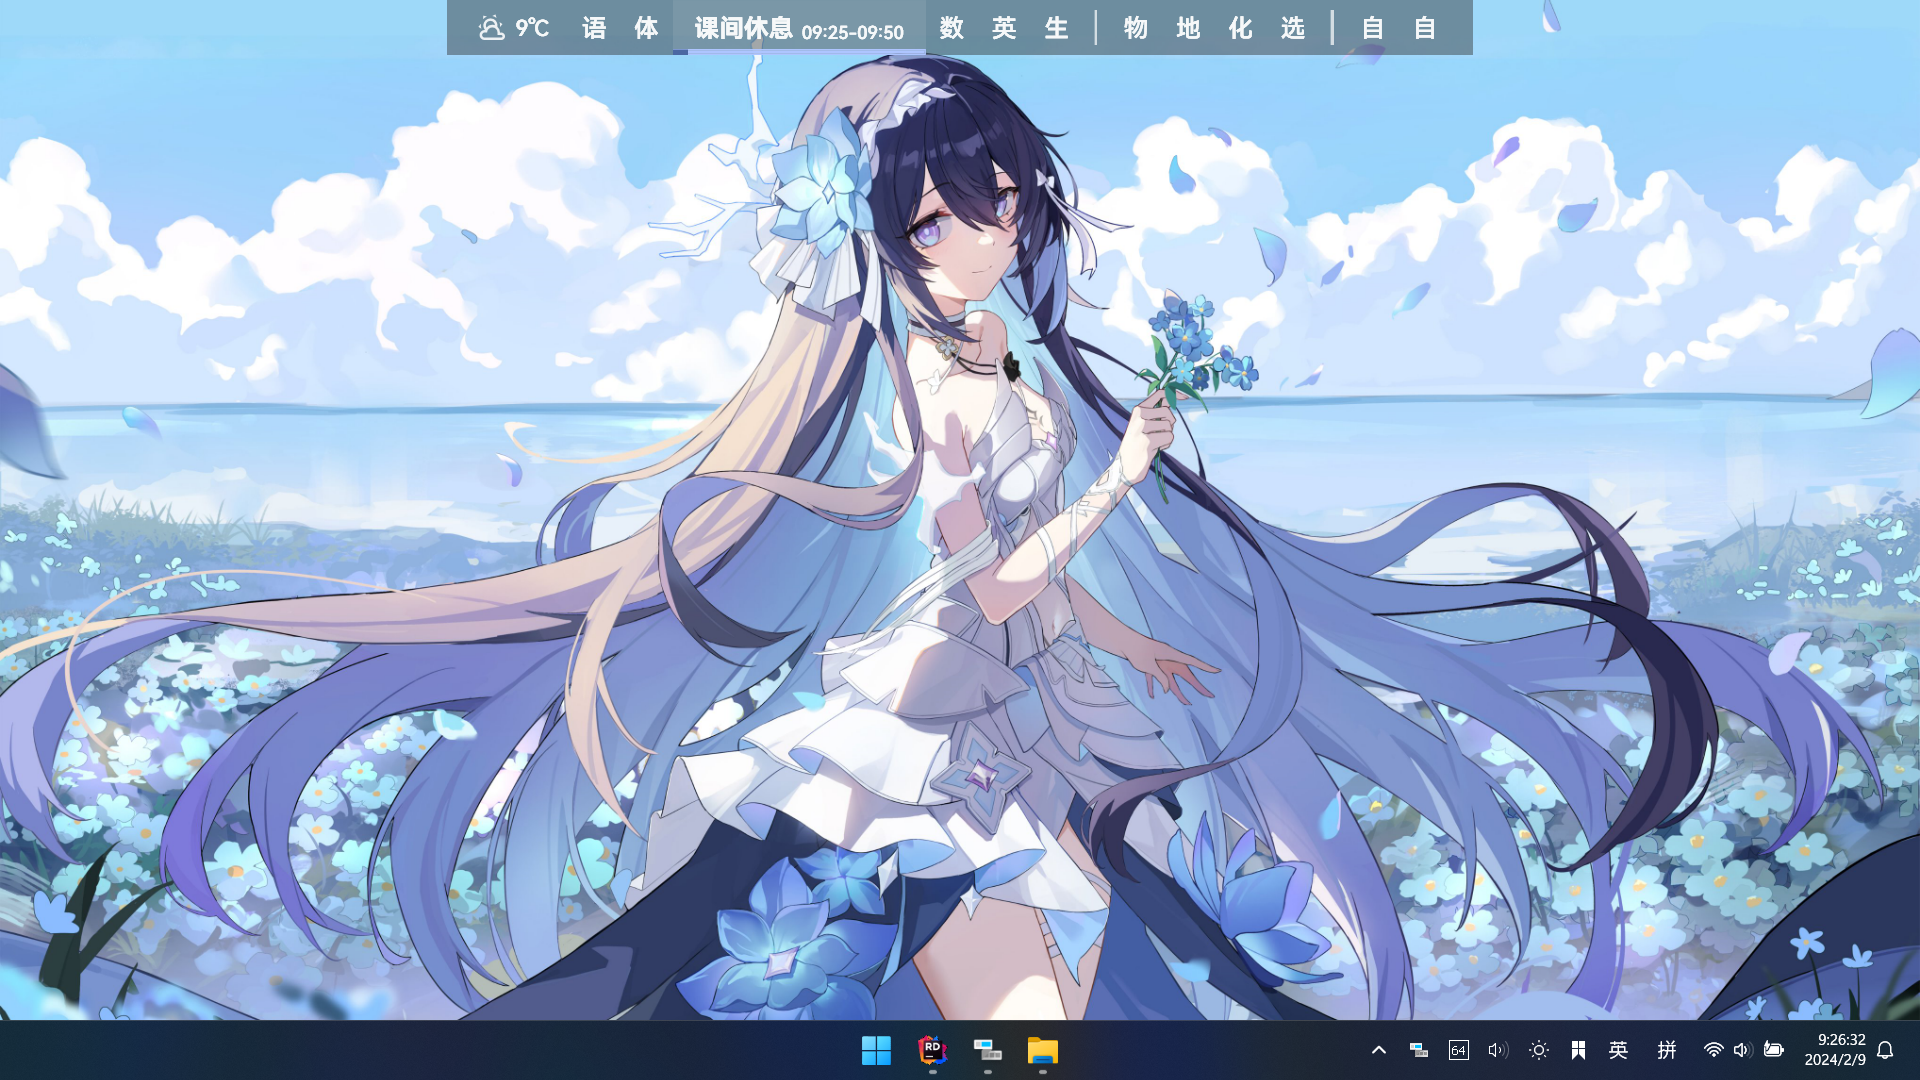 9℃ 语 体 课间休息 09:25-09:50 数 英 生 | 物 地 化 选 | 自 自
RD
64 英 拼 9:26:32
2024/2/9